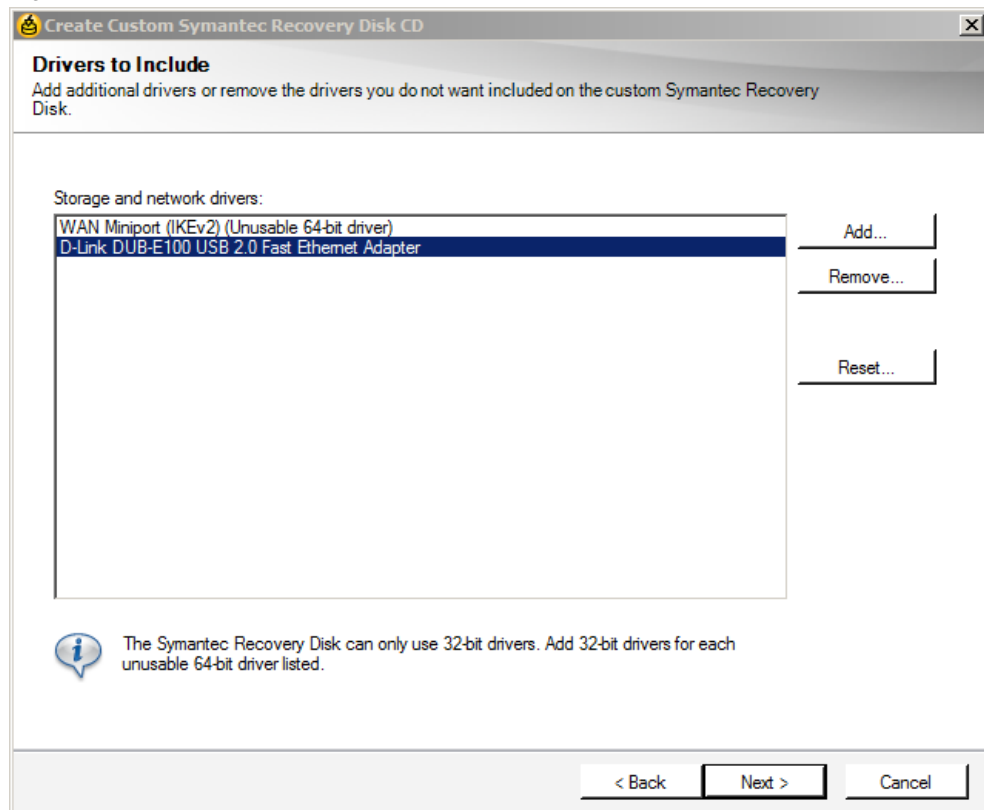 Create Custom Symantec Recovery Disk CD
Drivers to Include
Add additional drivers or remove the drivers you do not want included on the custom Symantec Recovery
Disk.
Storage and network drivers:
WAN Miniport (IKEv2) (Unusable 64-bit driver)
D-Link DUB-E100 USB 2.0 Fast Ethernet Adapter
Add...
Remove...
Reset...
The Symantec Recovery Disk can only use 32-bit drivers. Add 32-bit drivers for each
unusable 64-bit driver listed.
< Back
Next >
Cancel